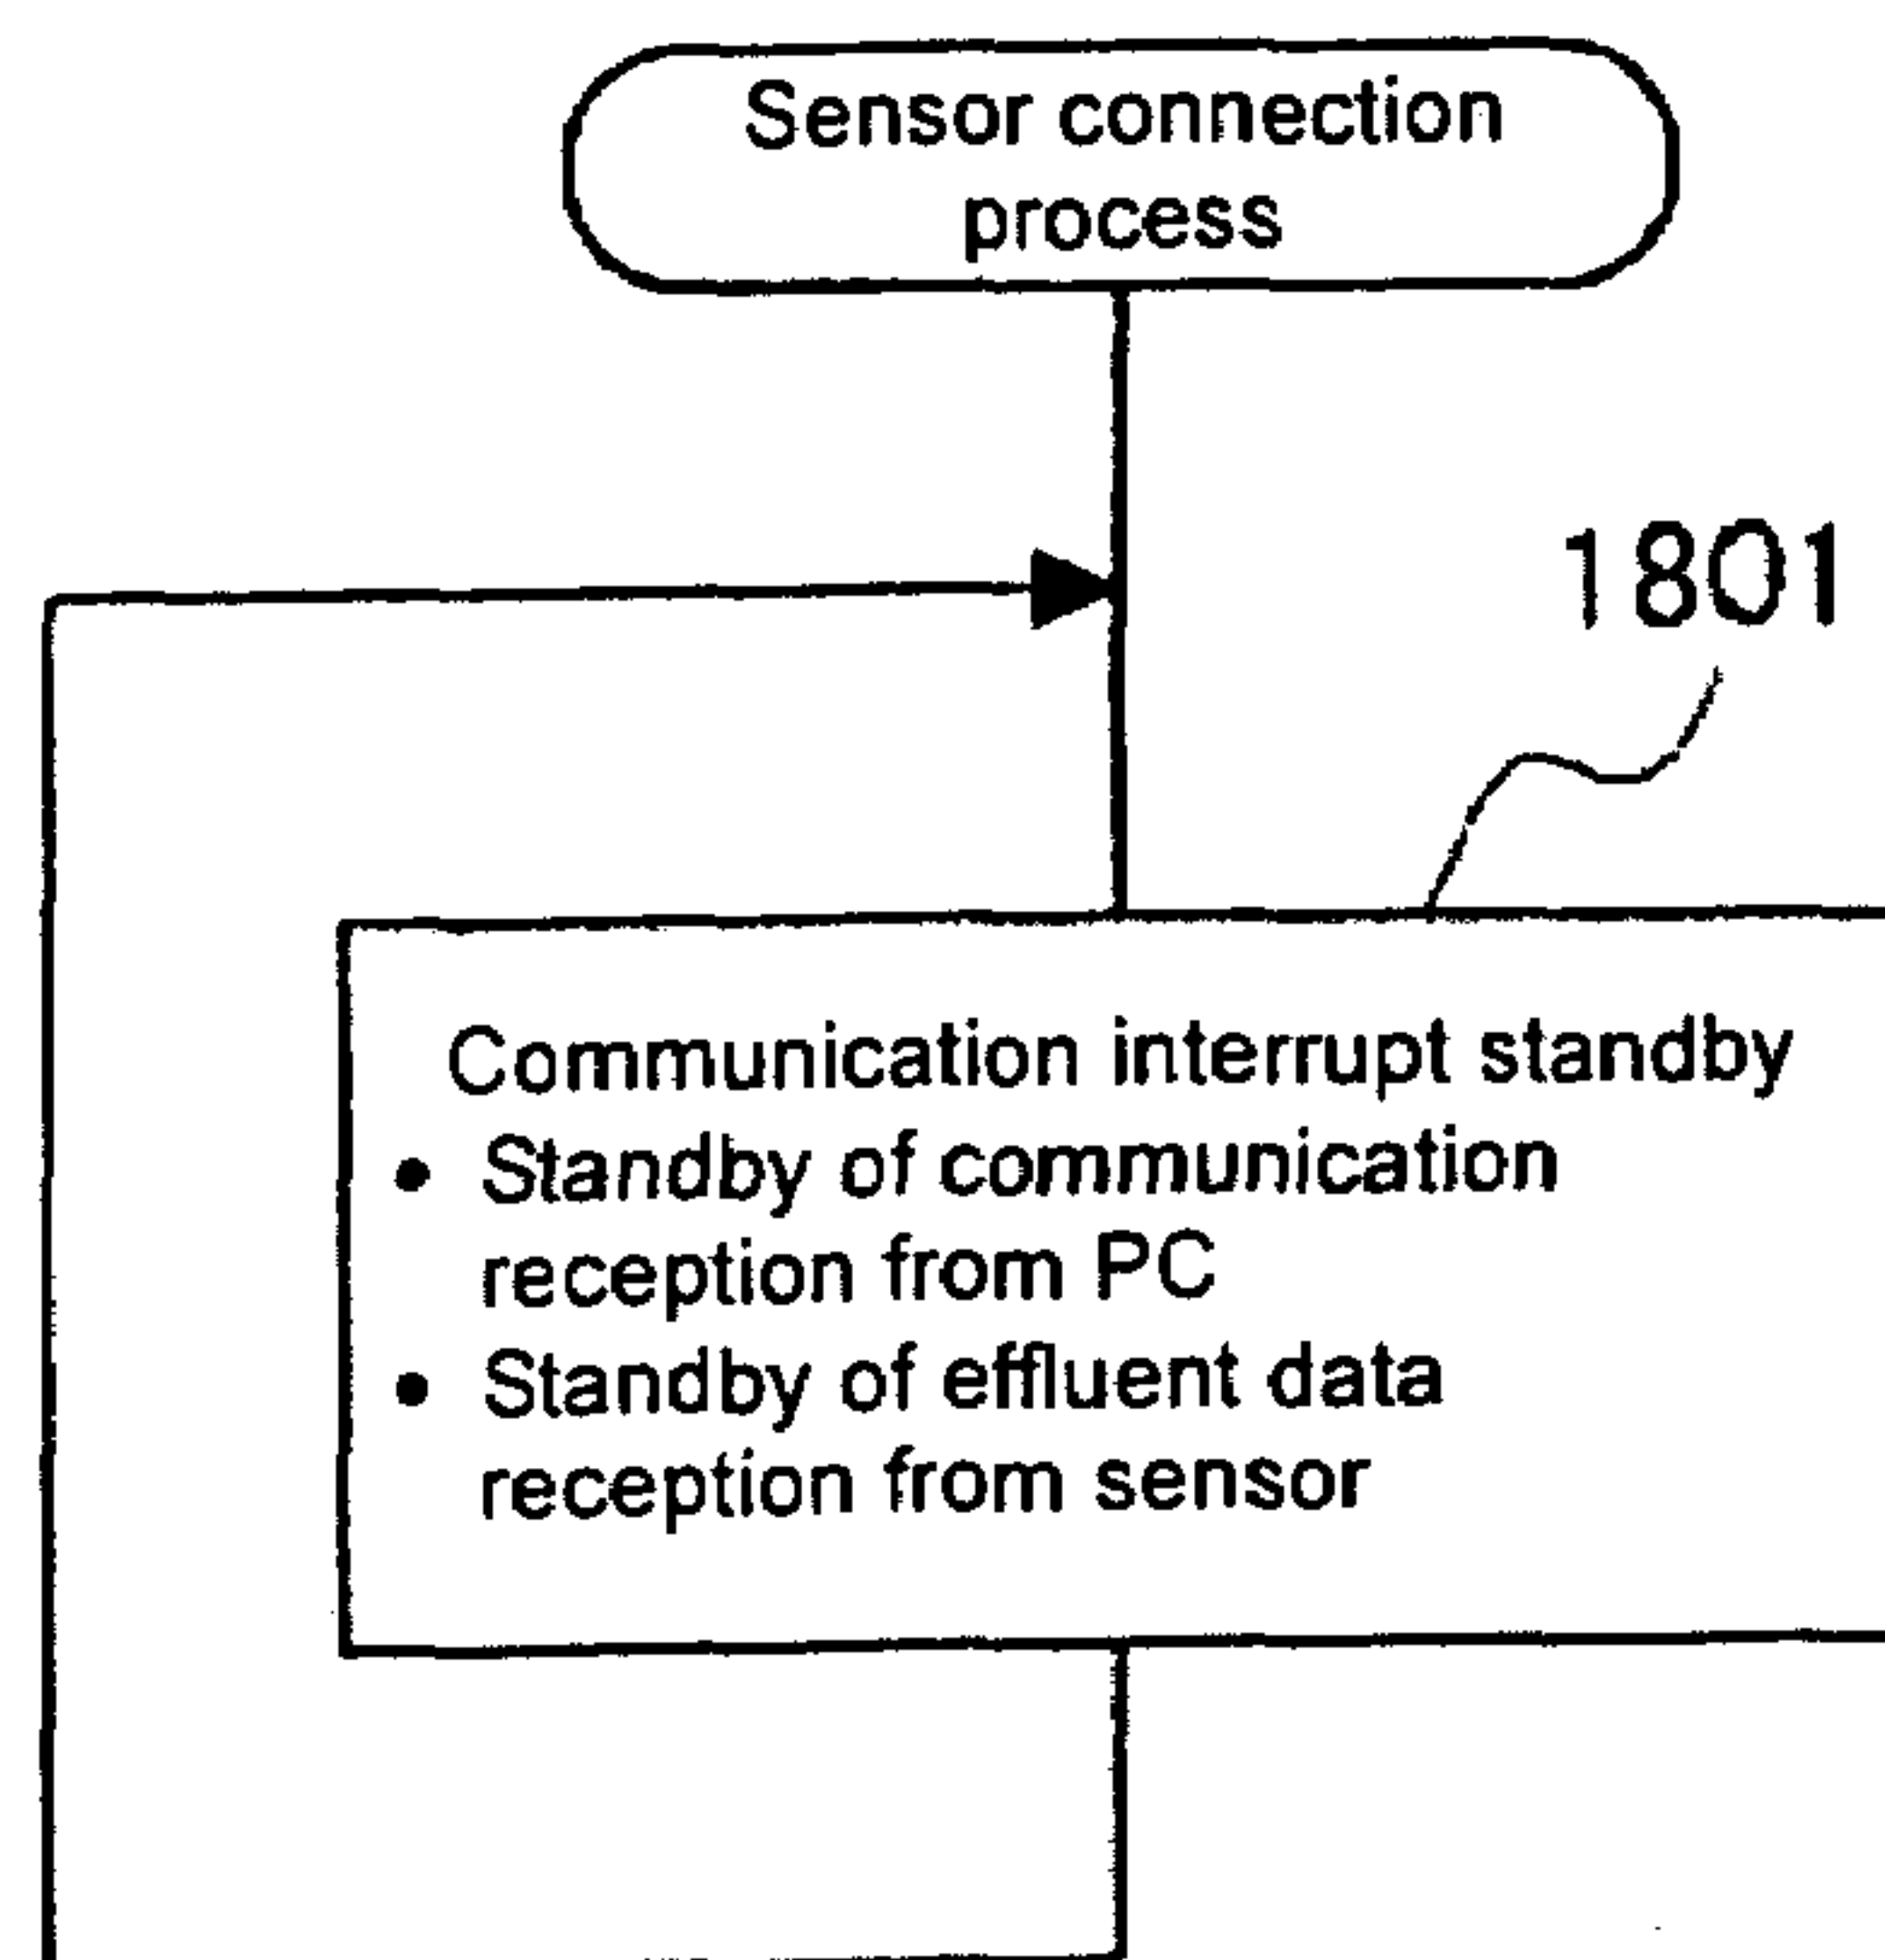 Sensor connection
process
1801
Communication interrupt standby
• Standby of communication
reception from PC
• Standby of effluent data
reception from sensor